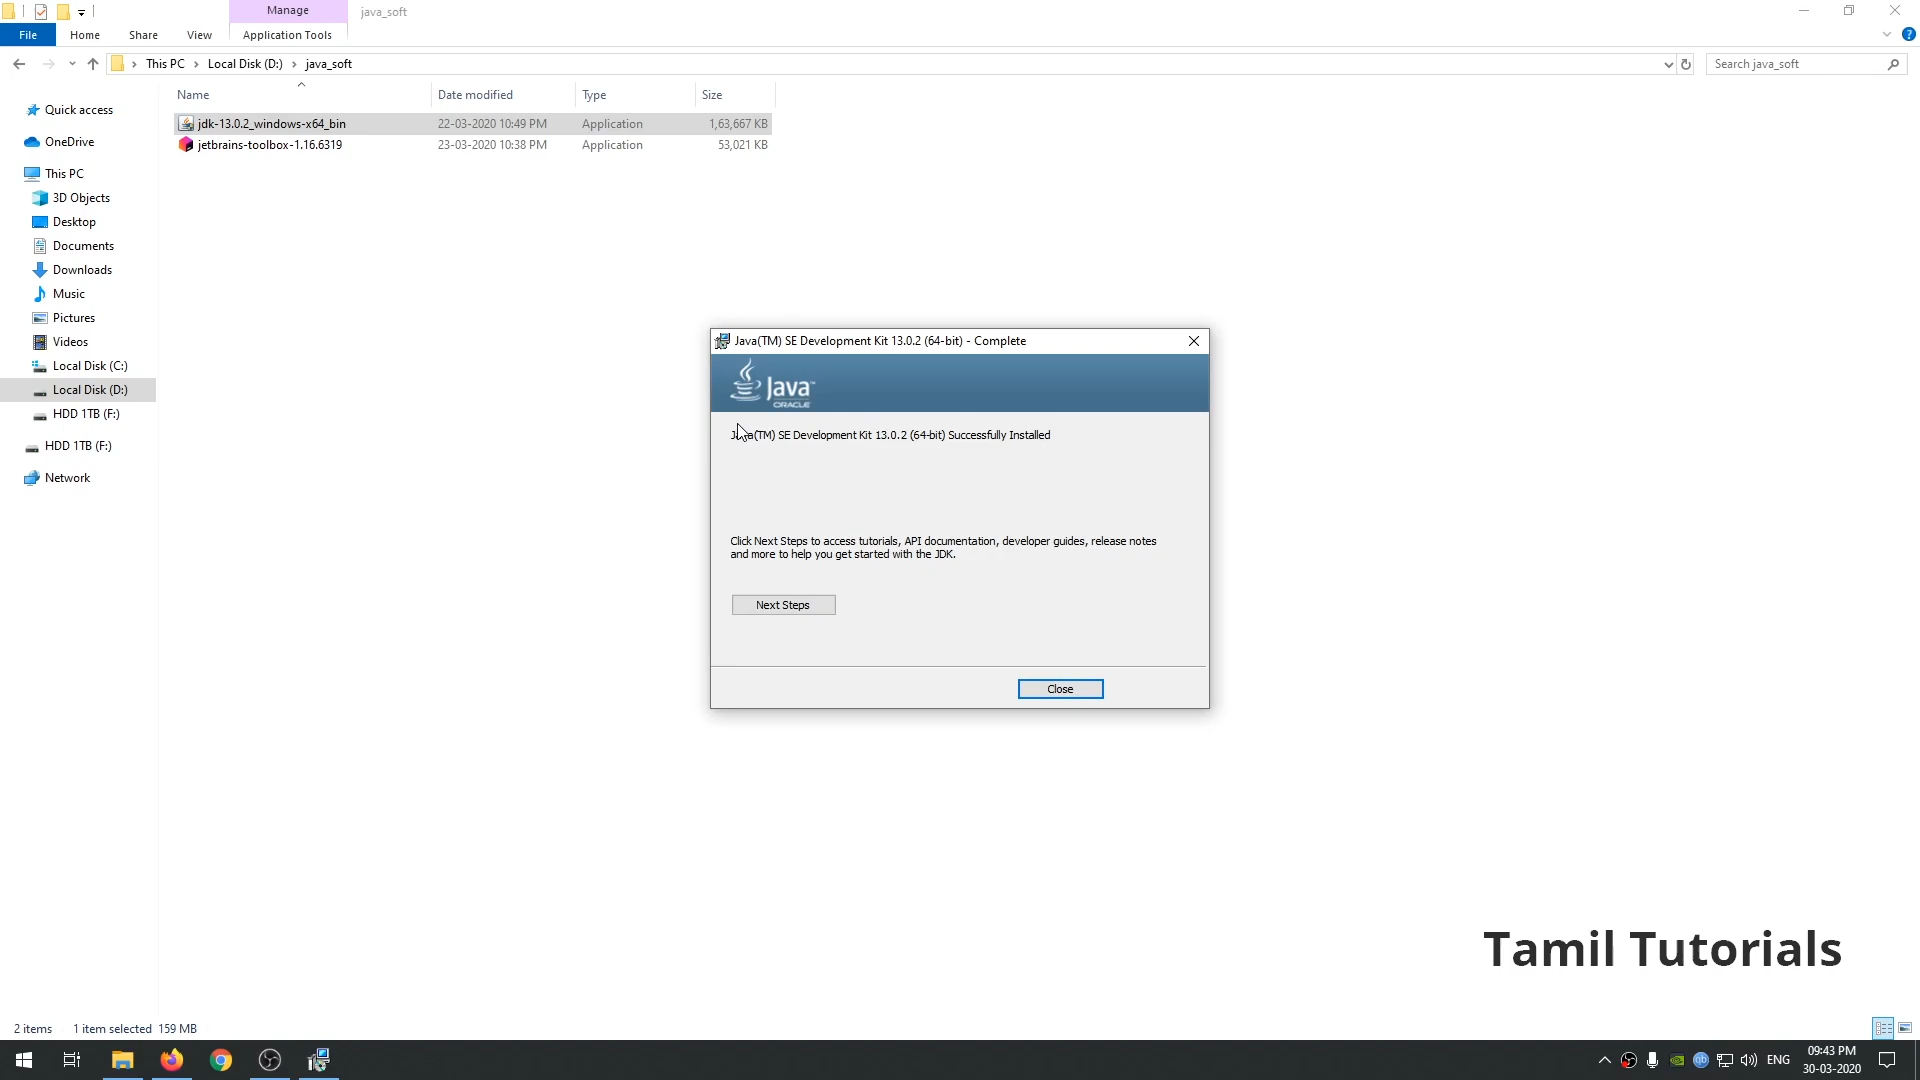 Manage
java_soft
File
Home
Share
View
Application Tools
This PC
Local Disk (D:)
java_soft
Search java_soft
Name
Date modified
Type
Size
jdk-13.0.2_windows-x64_bin
22-03-2020 10:49 PM
Application
1,63,667 KB
jetbrains-toolbox-1.16.6319
23-03-2020 10:38 PM
Application
53,021 KB
Quick access
OneDrive
This PC
3D Objects
Desktop
Documents
Downloads
Music
Pictures
Videos
Local Disk (C:)
Local Disk (D:)
HDD 1TB (F:)
HDD 1TB (F:)
Network
Java(TM) SE Development Kit 13.0.2 (64-bit) - Complete
Java™
ORACLE
Java(TM) SE Development Kit 13.0.2 (64-bit) Successfully Installed
Click Next Steps to access tutorials, API documentation, developer guides, release notes
and more to help you get started with the JDK.
Next Steps
Close
Tamil Tutorials
2 items
1 item selected 159 MB
ENG
09:43 PM
30-03-2020